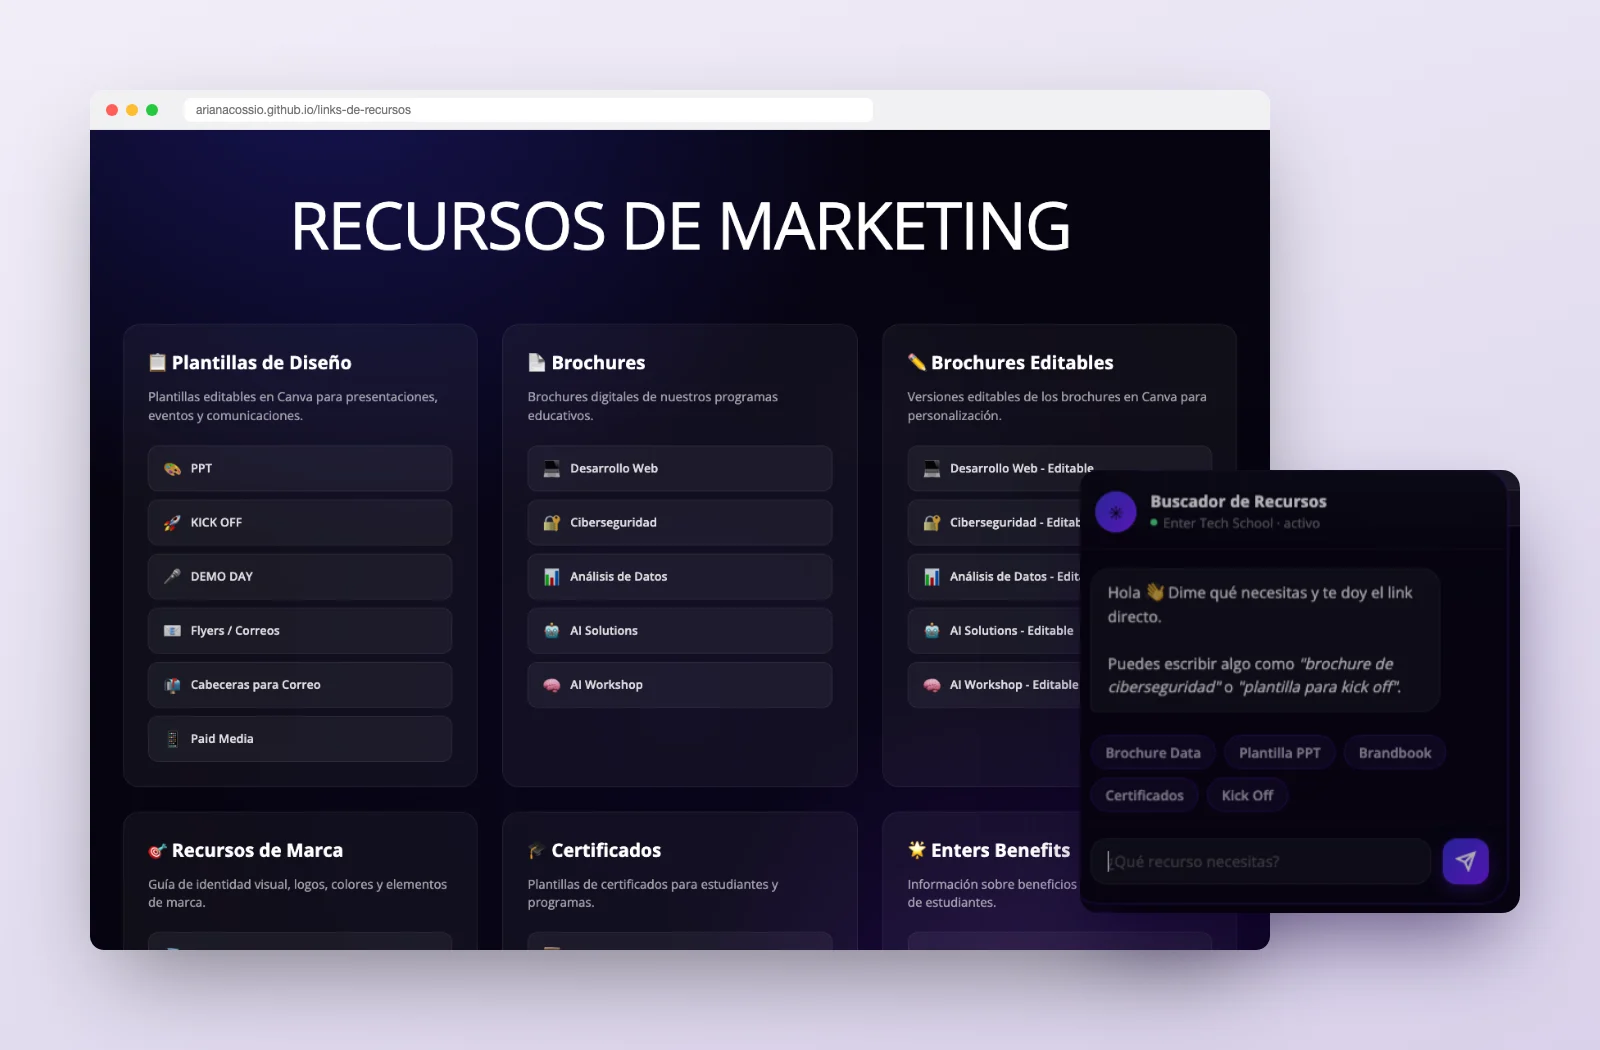 arianacossio.github.io/links-de-recursos
RECURSOS DE MARKETING
Plantillas de Diseño
Plantillas editables en Canva para presentaciones,
eventos y comunicaciones.
PPT
KICK OFF
DEMO DAY
Flyers / Correos
Cabeceras para Correo
Paid Media
Brochures
Brochures digitales de nuestros programas
educativos.
Desarrollo Web
Ciberseguridad
Análisis de Datos
AI Solutions
AI Workshop
Brochures Editables
Versiones editables de los brochures en Canva para
personalización.
Desarrollo Web - Editable
Ciberseguridad - Editab
Análisis de Datos - Edita
AI Solutions - Editable
AI Workshop - Editable
Recursos de Marca
Guía de identidad visual, logos, colores y elementos
de marca.
Certificados
Plantillas de certificados para estudiantes y
programas.
Enters Benefits
Información sobre beneficios
de estudiantes.
Buscador de Recursos
Enter Tech School · activo
Hola 👋 Dime qué necesitas y te doy el link
directo.
Puedes escribir algo como "brochure de
ciberseguridad" o "plantilla para kick off".
Brochure Data
Plantilla PPT
Brandbook
Certificados
Kick Off
¿Qué recurso necesitas?